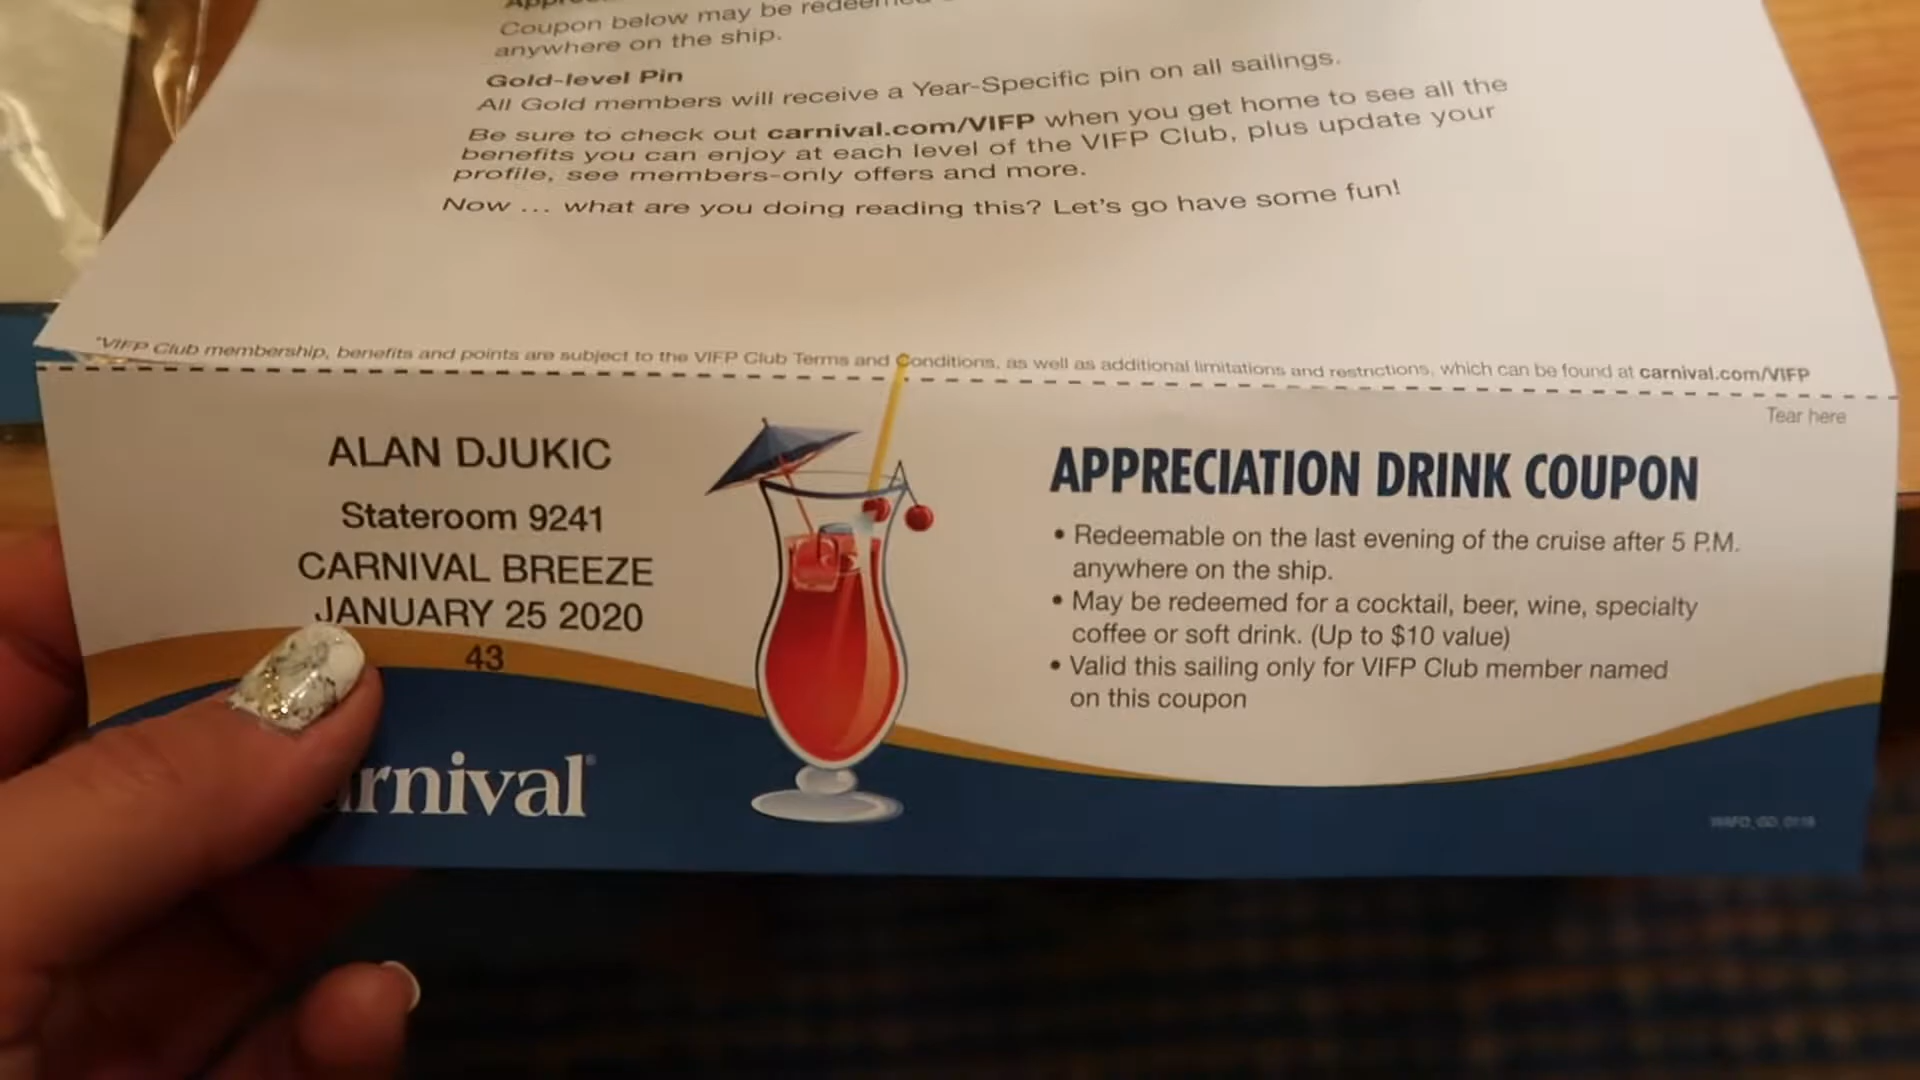 Coupon below may be redeemed
anywhere on the ship.
Gold-level Pin
All Gold members will receive a Year-Specific pin on all sailings.
Be sure to check out carnival.com/VIFP when you get home to see all the
benefits you can enjoy at each level of the VIFP Club, plus update your
profile, see members-only offers and more.
Now ... what are you doing reading this? Let's go have some fun!
*VIFP Club membership, benefits and points are subject to the VIFP Club Terms and Conditions, as well as additional limitations and restrictions, which can be found at carnival.com/VIFP
Tear here
ALAN DJUKIC
Stateroom 9241
CARNIVAL BREEZE
JANUARY 25 2020
43
rnival
APPRECIATION DRINK COUPON
• Redeemable on the last evening of the cruise after 5 P.M.
anywhere on the ship.
• May be redeemed for a cocktail, beer, wine, specialty
coffee or soft drink. (Up to $10 value)
• Valid this sailing only for VIFP Club member named
on this coupon